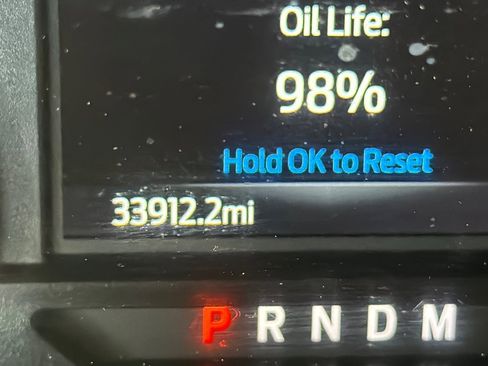 Oil Life:
98%
Hold OK to Reset
33912.2mi
P R N D M